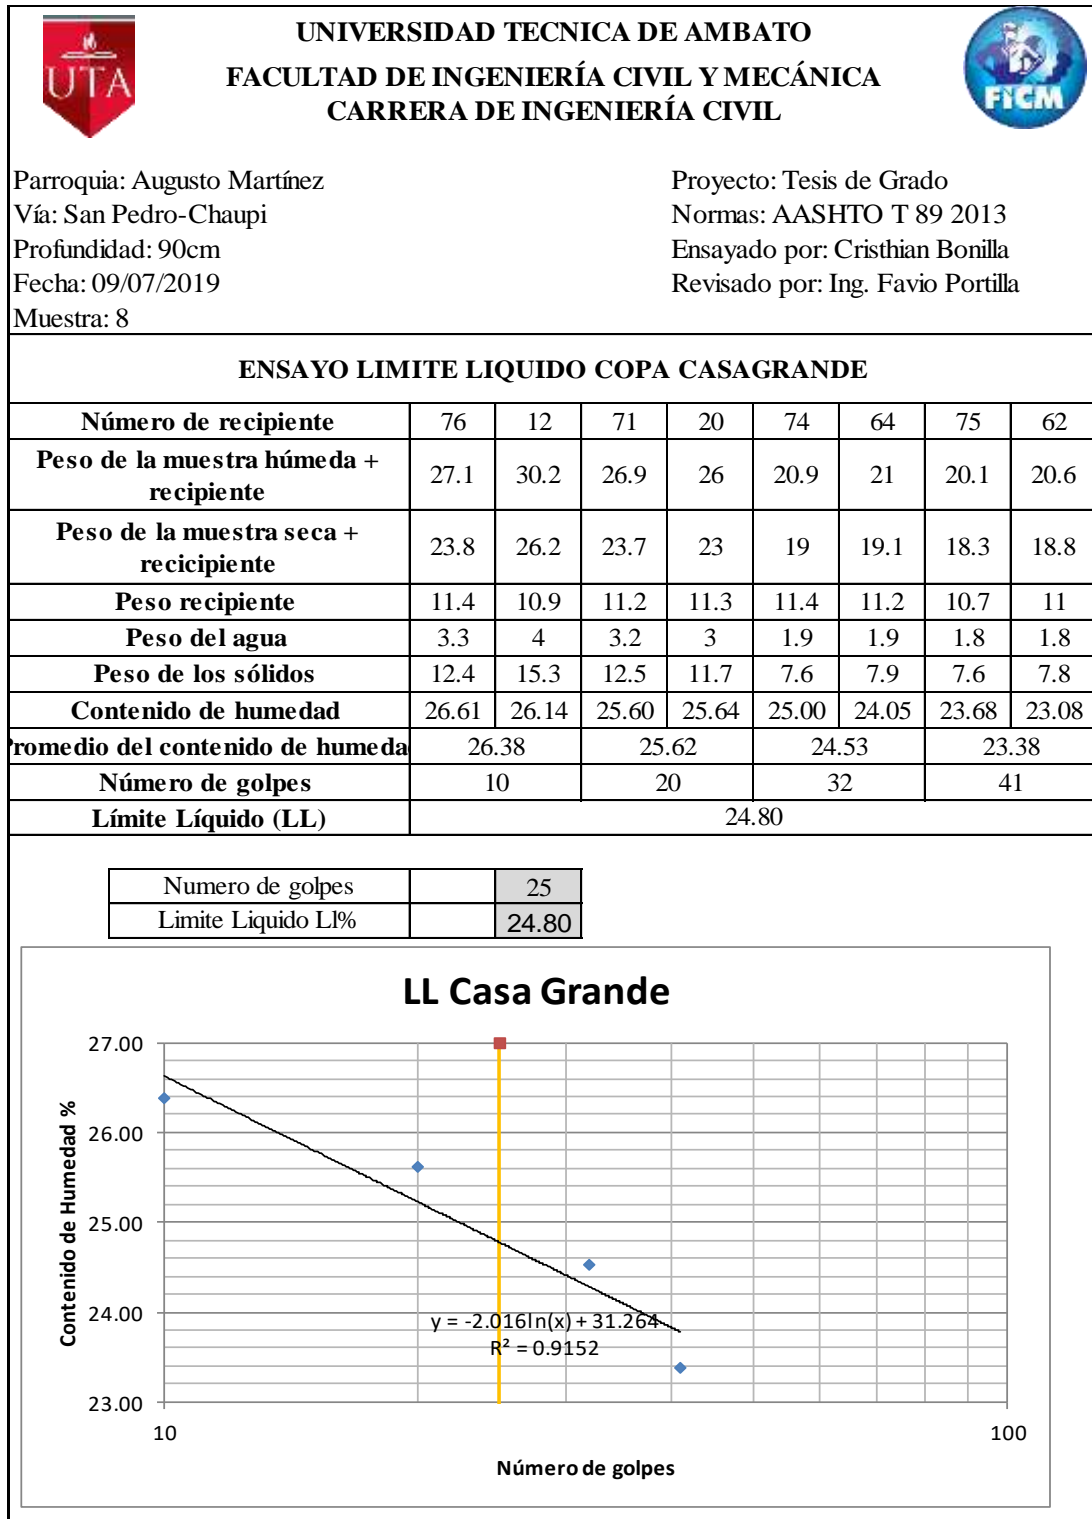 UNIVERSIDAD TECNICA DE AMBATO
FACULTAD DE INGENIERÍA CIVIL Y MECÁNICA
CARRERA DE INGENIERÍA CIVIL
UTA
FICM
Parroquia: Augusto Martínez
Proyecto: Tesis de Grado
Vía: San Pedro-Chaupi
Normas: AASHTO T 89 2013
Profundidad: 90cm
Ensayado por: Cristhian Bonilla
Fecha: 09/07/2019
Revisado por: Ing. Favio Portilla
Muestra: 8
ENSAYO LIMITE LIQUIDO COPA CASAGRANDE
Número de recipiente 76 12 71 20 74 64 75 62
Peso de la muestra húmeda +
recipiente 27.1 30.2 26.9 26 20.9 21 20.1 20.6
Peso de la muestra seca +
recicipiente 23.8 26.2 23.7 23 19 19.1 18.3 18.8
Peso recipiente 11.4 10.9 11.2 11.3 11.4 11.2 10.7 11
Peso del agua 3.3 4 3.2 3 1.9 1.9 1.8 1.8
Peso de los sólidos 12.4 15.3 12.5 11.7 7.6 7.9 7.6 7.8
Contenido de humedad 26.61 26.14 25.60 25.64 25.00 24.05 23.68 23.08
romedio del contenido de humeda 26.38 25.62 24.53 23.38
Número de golpes 10 20 32 41
Límite Líquido (LL) 24.80
Numero de golpes 25
Limite Liquido Ll% 24.80
LL Casa Grande
27.00
26.00
25.00
24.00
23.00
Contenido de Humedad %
y = -2.016ln(x) + 31.264
R² = 0.9152
10 100
Número de golpes